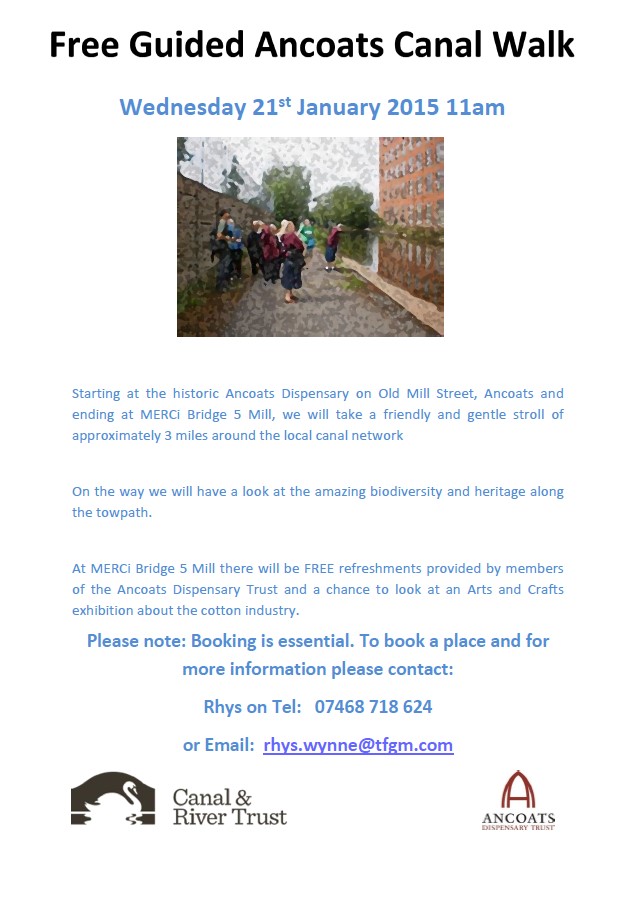 Free Guided Ancoats Canal Walk
Wednesday 21st January 2015 11am
Starting at the historic Ancoats Dispensary on Old Mill Street, Ancoats and
ending at MERCi Bridge 5 Mill, we will take a friendly and gentle stroll of
approximately 3 miles around the local canal network
On the way we will have a look at the amazing biodiversity and heritage along
the towpath.
At MERCi Bridge 5 Mill there will be FREE refreshments provided by members
of the Ancoats Dispensary Trust and a chance to look at an Arts and Crafts
exhibition about the cotton industry.
Please note: Booking is essential. To book a place and for
more information please contact:
Rhys on Tel: 07468 718 624
or Email: rhys.wynne@tfgm.com
Canal &
River Trust
ANCOATS
DISPENSARY TRUST